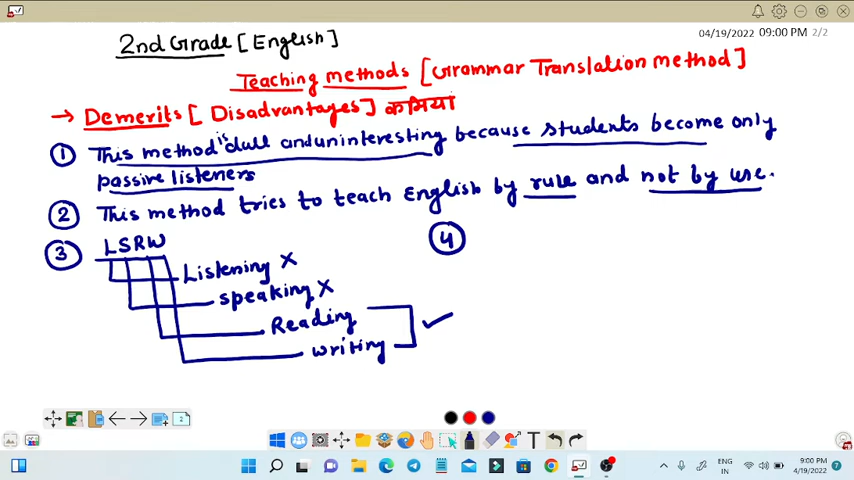 04/19/2022 09:00 PM 2/2
2nd Grade [English]
Teaching methods [Grammar Translation method]
→ Demerits [Disadvantages] कमियां
① This method is dull and uninteresting because students become only
passive listeners
② This method tries to teach English by rule and not by use.
③ LSRW
④
Listening X
speaking X
Reading
writing ✓
2
T
ENG
IN
9:00 PM
4/19/2022